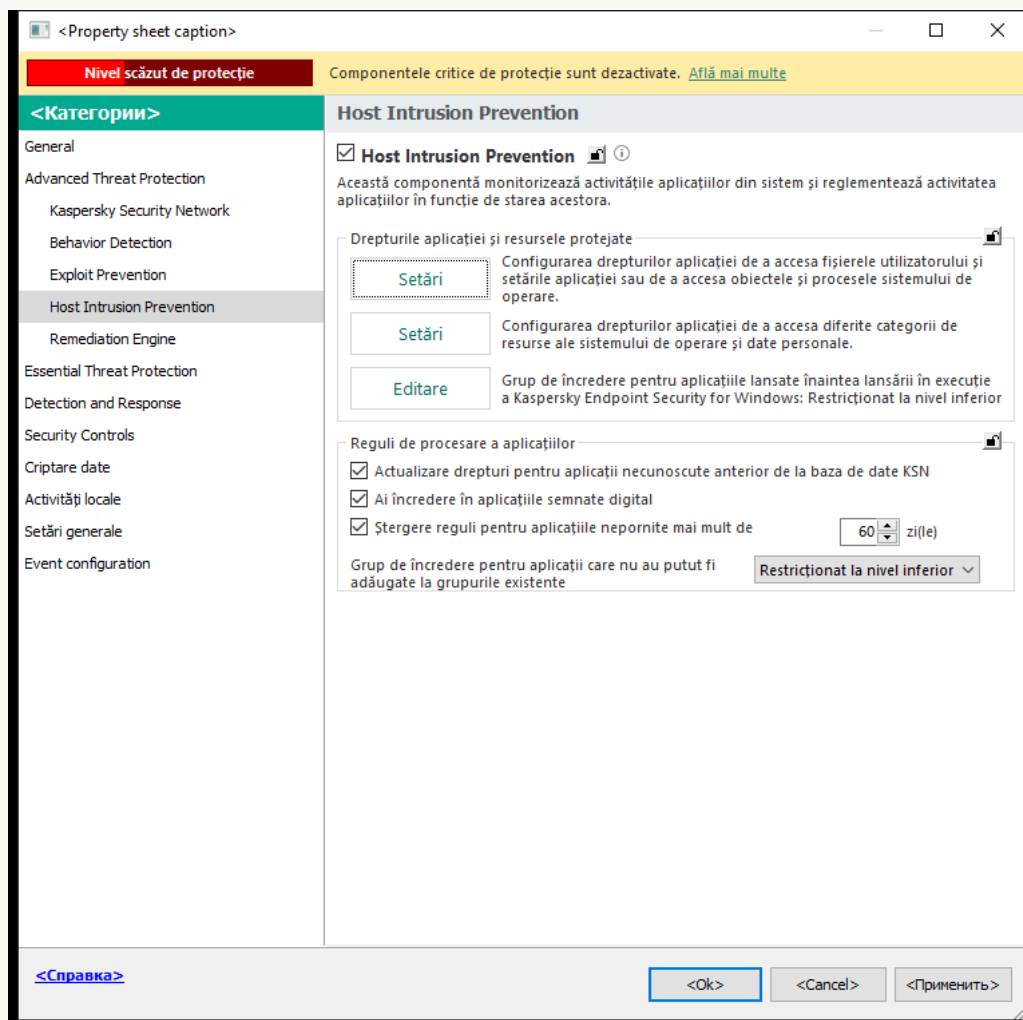 <Property sheet caption>
Nivel scăzut de protecție
Componentele critice de protecție sunt dezactivate. Află mai multe
<Категории>
General
Advanced Threat Protection
Kaspersky Security Network
Behavior Detection
Exploit Prevention
Host Intrusion Prevention
Remediation Engine
Essential Threat Protection
Detection and Response
Security Controls
Criptare date
Activități locale
Setări generale
Event configuration
Host Intrusion Prevention
Host Intrusion Prevention
Această componentă monitorizează activitățile aplicațiilor din sistem și reglementează activitatea
aplicațiilor în funcție de starea acestora.
Drepturile aplicației și resursele protejate
Setări
Configurarea drepturilor aplicației de a accesa fișierele utilizatorului și
setările aplicației sau de a accesa obiectele și procesele sistemului de
operare.
Setări
Configurarea drepturilor aplicației de a accesa diferite categorii de
resurse ale sistemului de operare și date personale.
Editare
Grup de încredere pentru aplicațiile lansate înaintea lansării în execuție
a Kaspersky Endpoint Security for Windows: Restricționat la nivel inferior
Reguli de procesare a aplicațiilor
Actualizare drepturi pentru aplicații necunoscute anterior de la baza de date KSN
Ai încredere în aplicațiile semnate digital
Ștergere reguli pentru aplicațiile nepornite mai mult de
60
zi(le)
Grup de încredere pentru aplicații care nu au putut fi
adăugate la grupurile existente
Restricționat la nivel inferior
<Справка>
<Ok>
<Cancel>
<Применить>